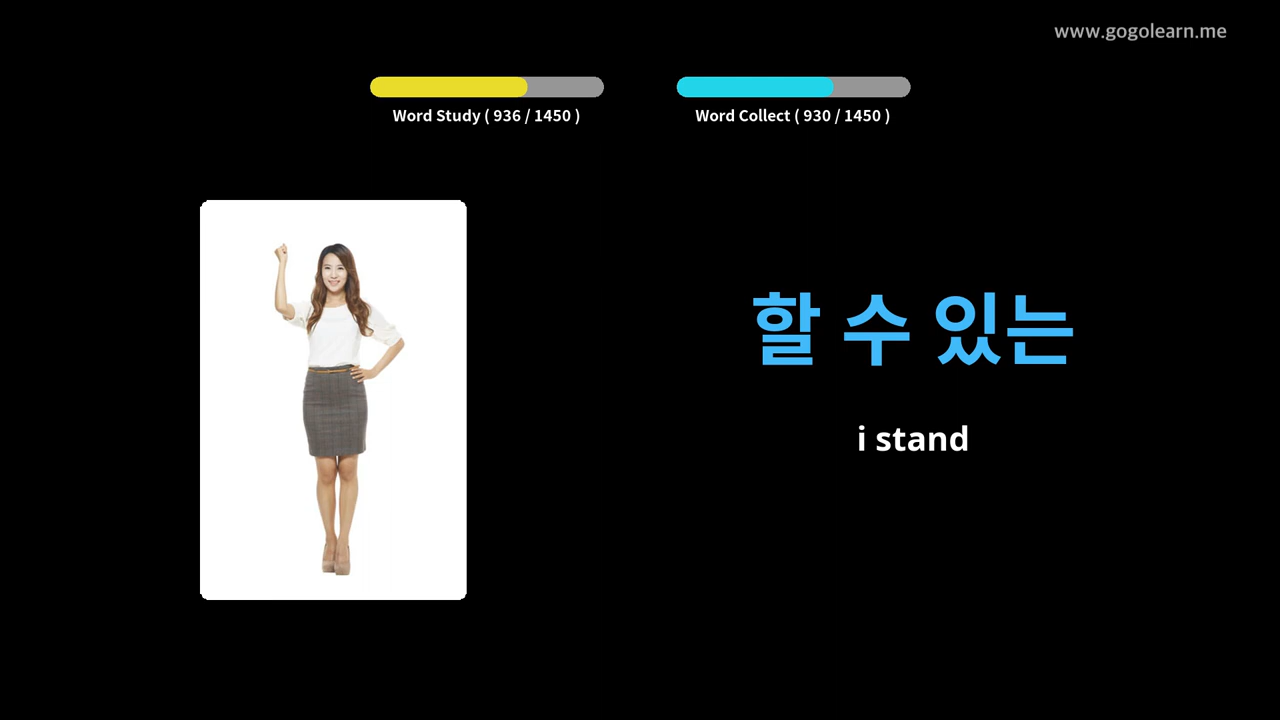 www.gogolearn.me
Word Study ( 936 / 1450 )
Word Collect ( 930 / 1450 )
할 수 있는
i stand